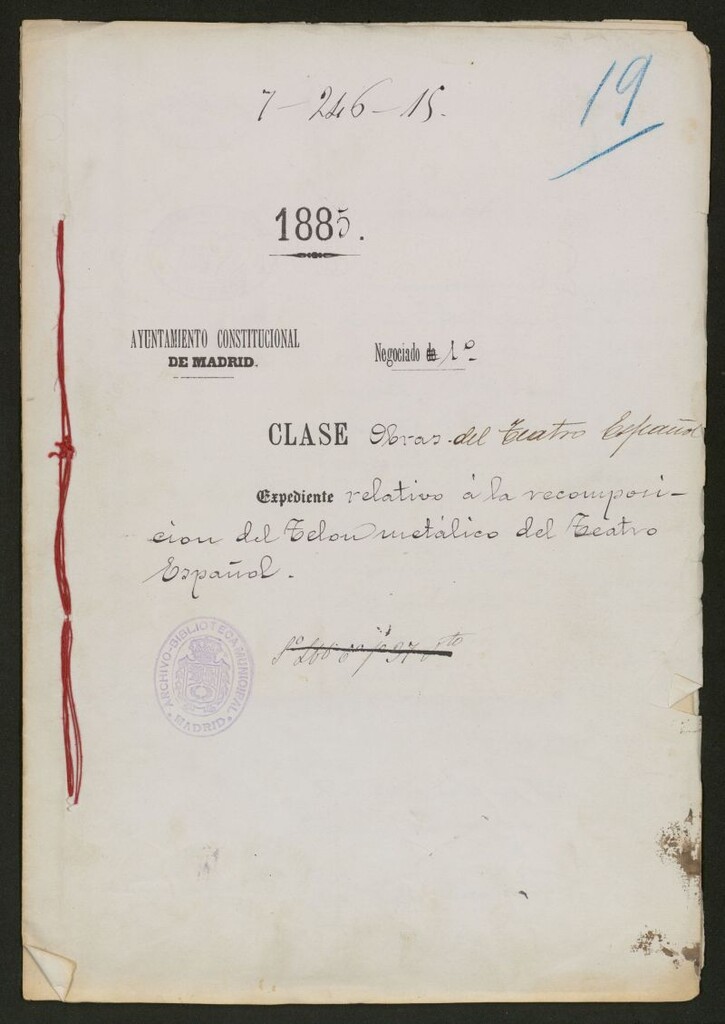 7-246-15.
19
1885.
AYUNTAMIENTO CONSTITUCIONAL
DE MADRID.
Negociado de 1º
CLASE Obras del Teatro Español
Expediente relativo á la recomposi-
cion del Telon metálico del Teatro
Español.
ARCHIVO-BIBLIOTECA MUNICIPAL
MADRID